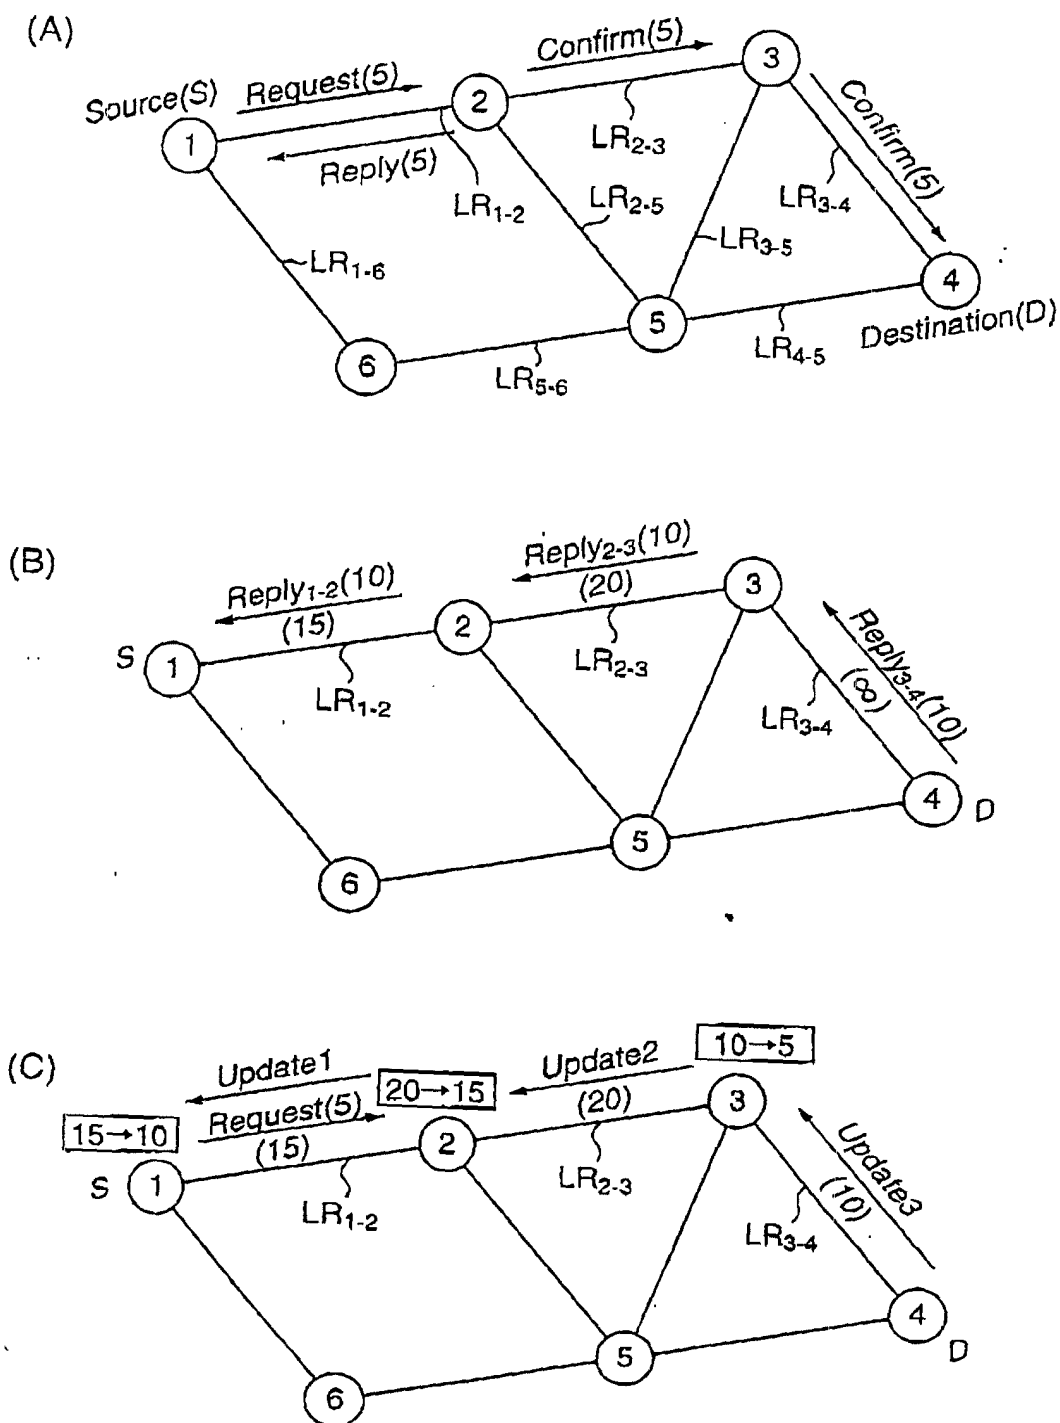 (A)
Source(S)
Request(5)
Confirm(5)
Confirm(5)
1
2
3
Reply(5)
LR1-2
LR2-3
LR2-5
LR3-4
LR3-5
LR1-6
4
5
6
Destination(D)
LR4-5
LR5-6
(B)
Reply1-2(10)
(15)
Reply2-3(10)
(20)
S
1
2
3
LR1-2
LR2-3
LR3-4
(∞)
Reply3-4(10)
4
D
5
6
(C)
Update1
Update2
10→5
20→15
15→10
Request(5)
(15)
(20)
S
1
2
3
LR1-2
LR2-3
LR3-4
(10)
Update3
4
D
5
6